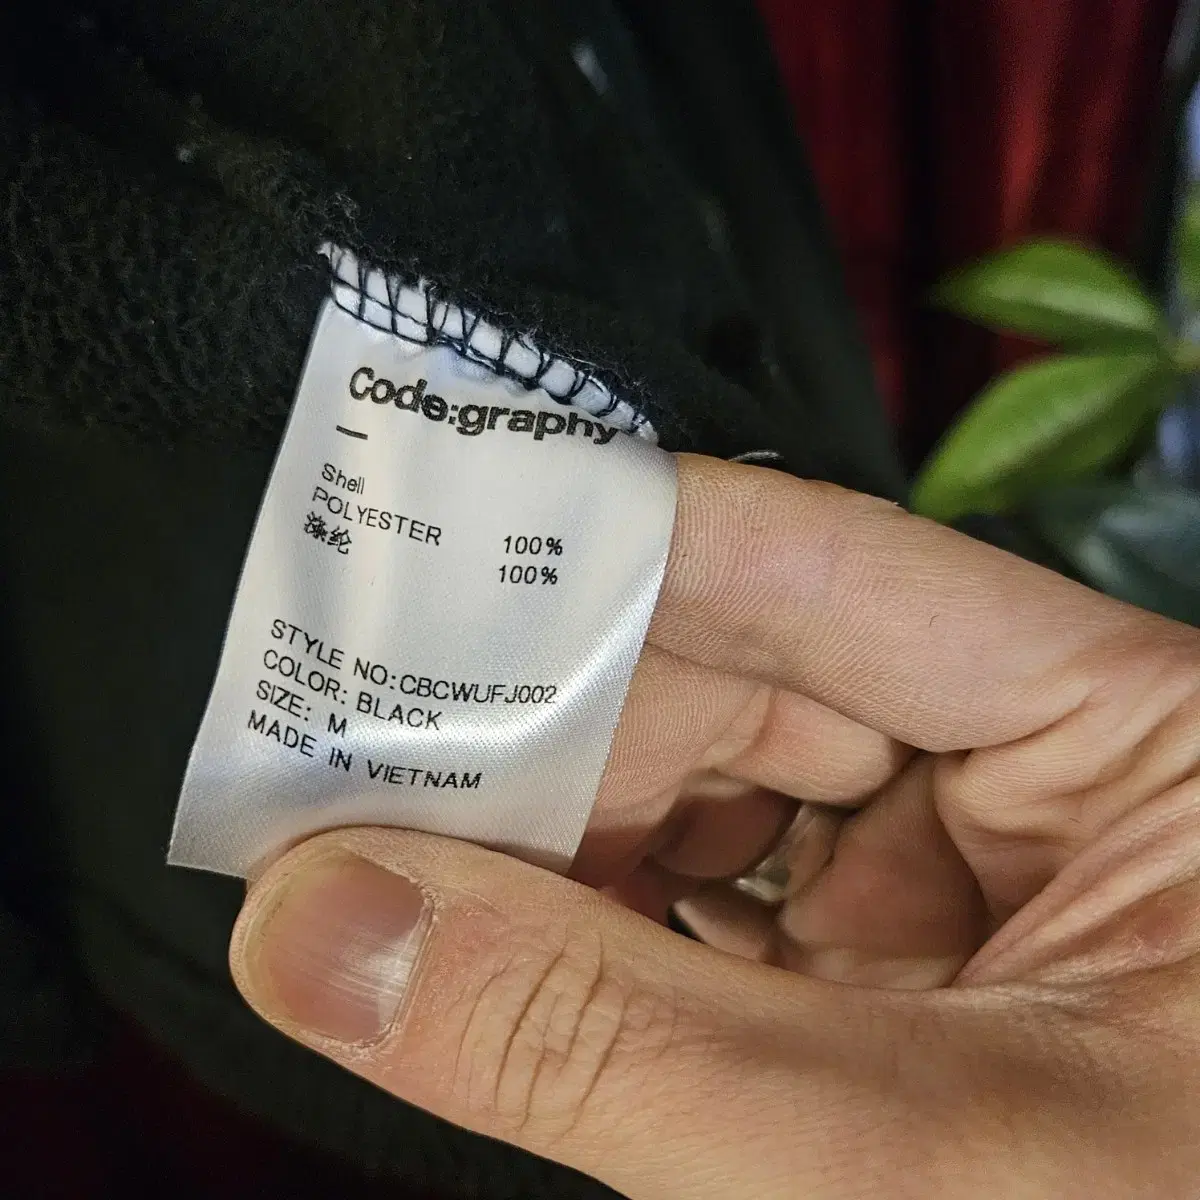 Code:graphy
Shell
POLYESTER 100%
涤纶 100%
STYLE NO:CBCWUFJ002
COLOR: BLACK
SIZE: M
MADE IN VIETNAM